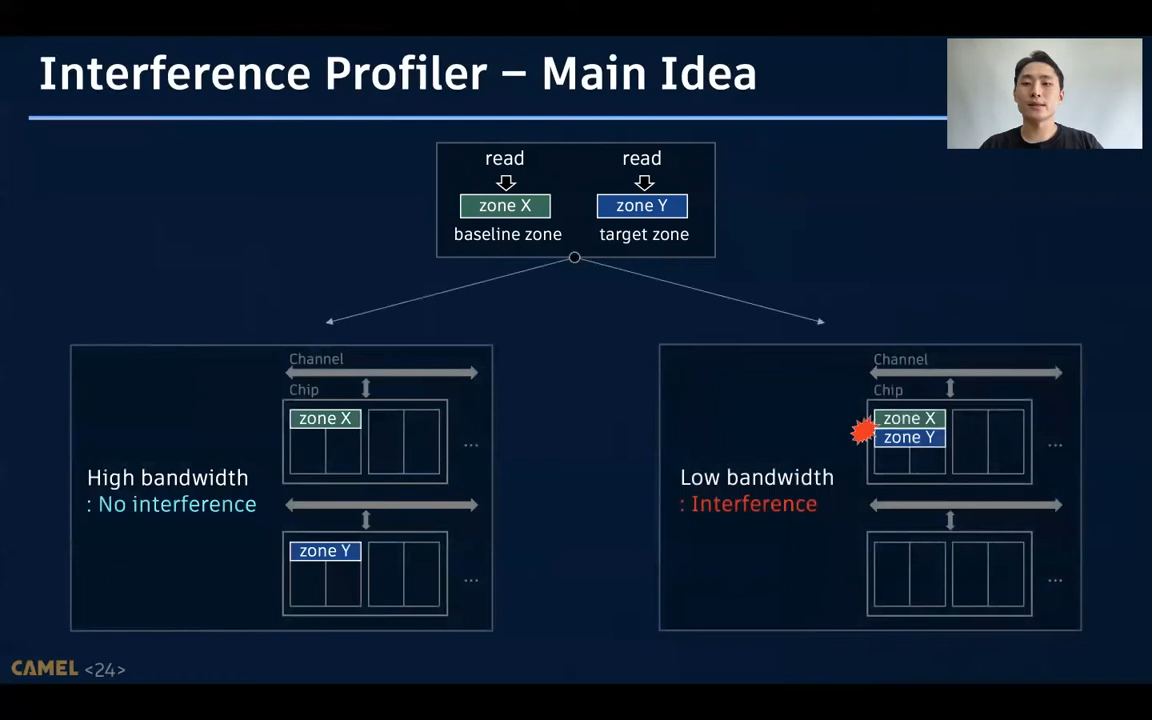 Interference Profiler – Main Idea
read
read
zone X
zone Y
baseline zone
target zone
Channel
Chip
zone X
...
High bandwidth
: No interference
zone Y
...
Channel
Chip
zone X
zone Y
...
Low bandwidth
: Interference
...
CAMEL <24>